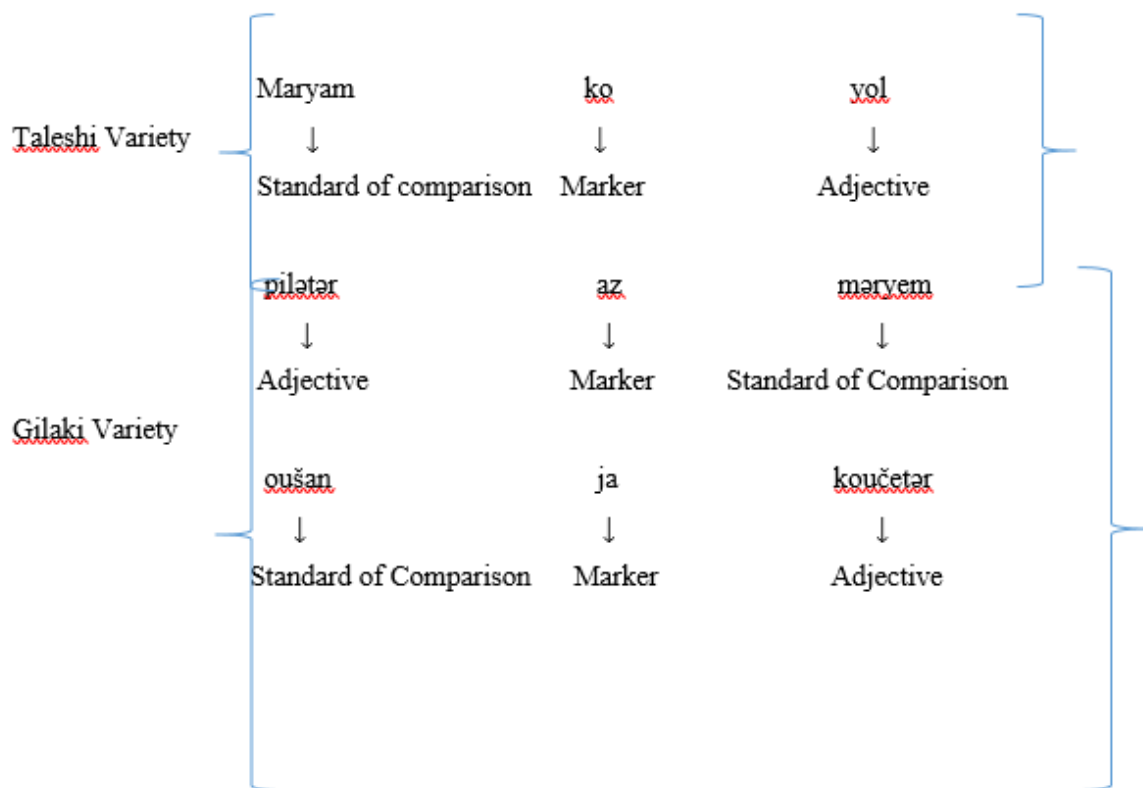 Maryam ko yol
Taleshi Variety
↓ ↓ ↓
Standard of comparison Marker Adjective
pilətər az məryem
↓ ↓ ↓
Adjective Marker Standard of Comparison
Gilaki Variety
oušan ja koučetər
↓ ↓ ↓
Standard of Comparison Marker Adjective